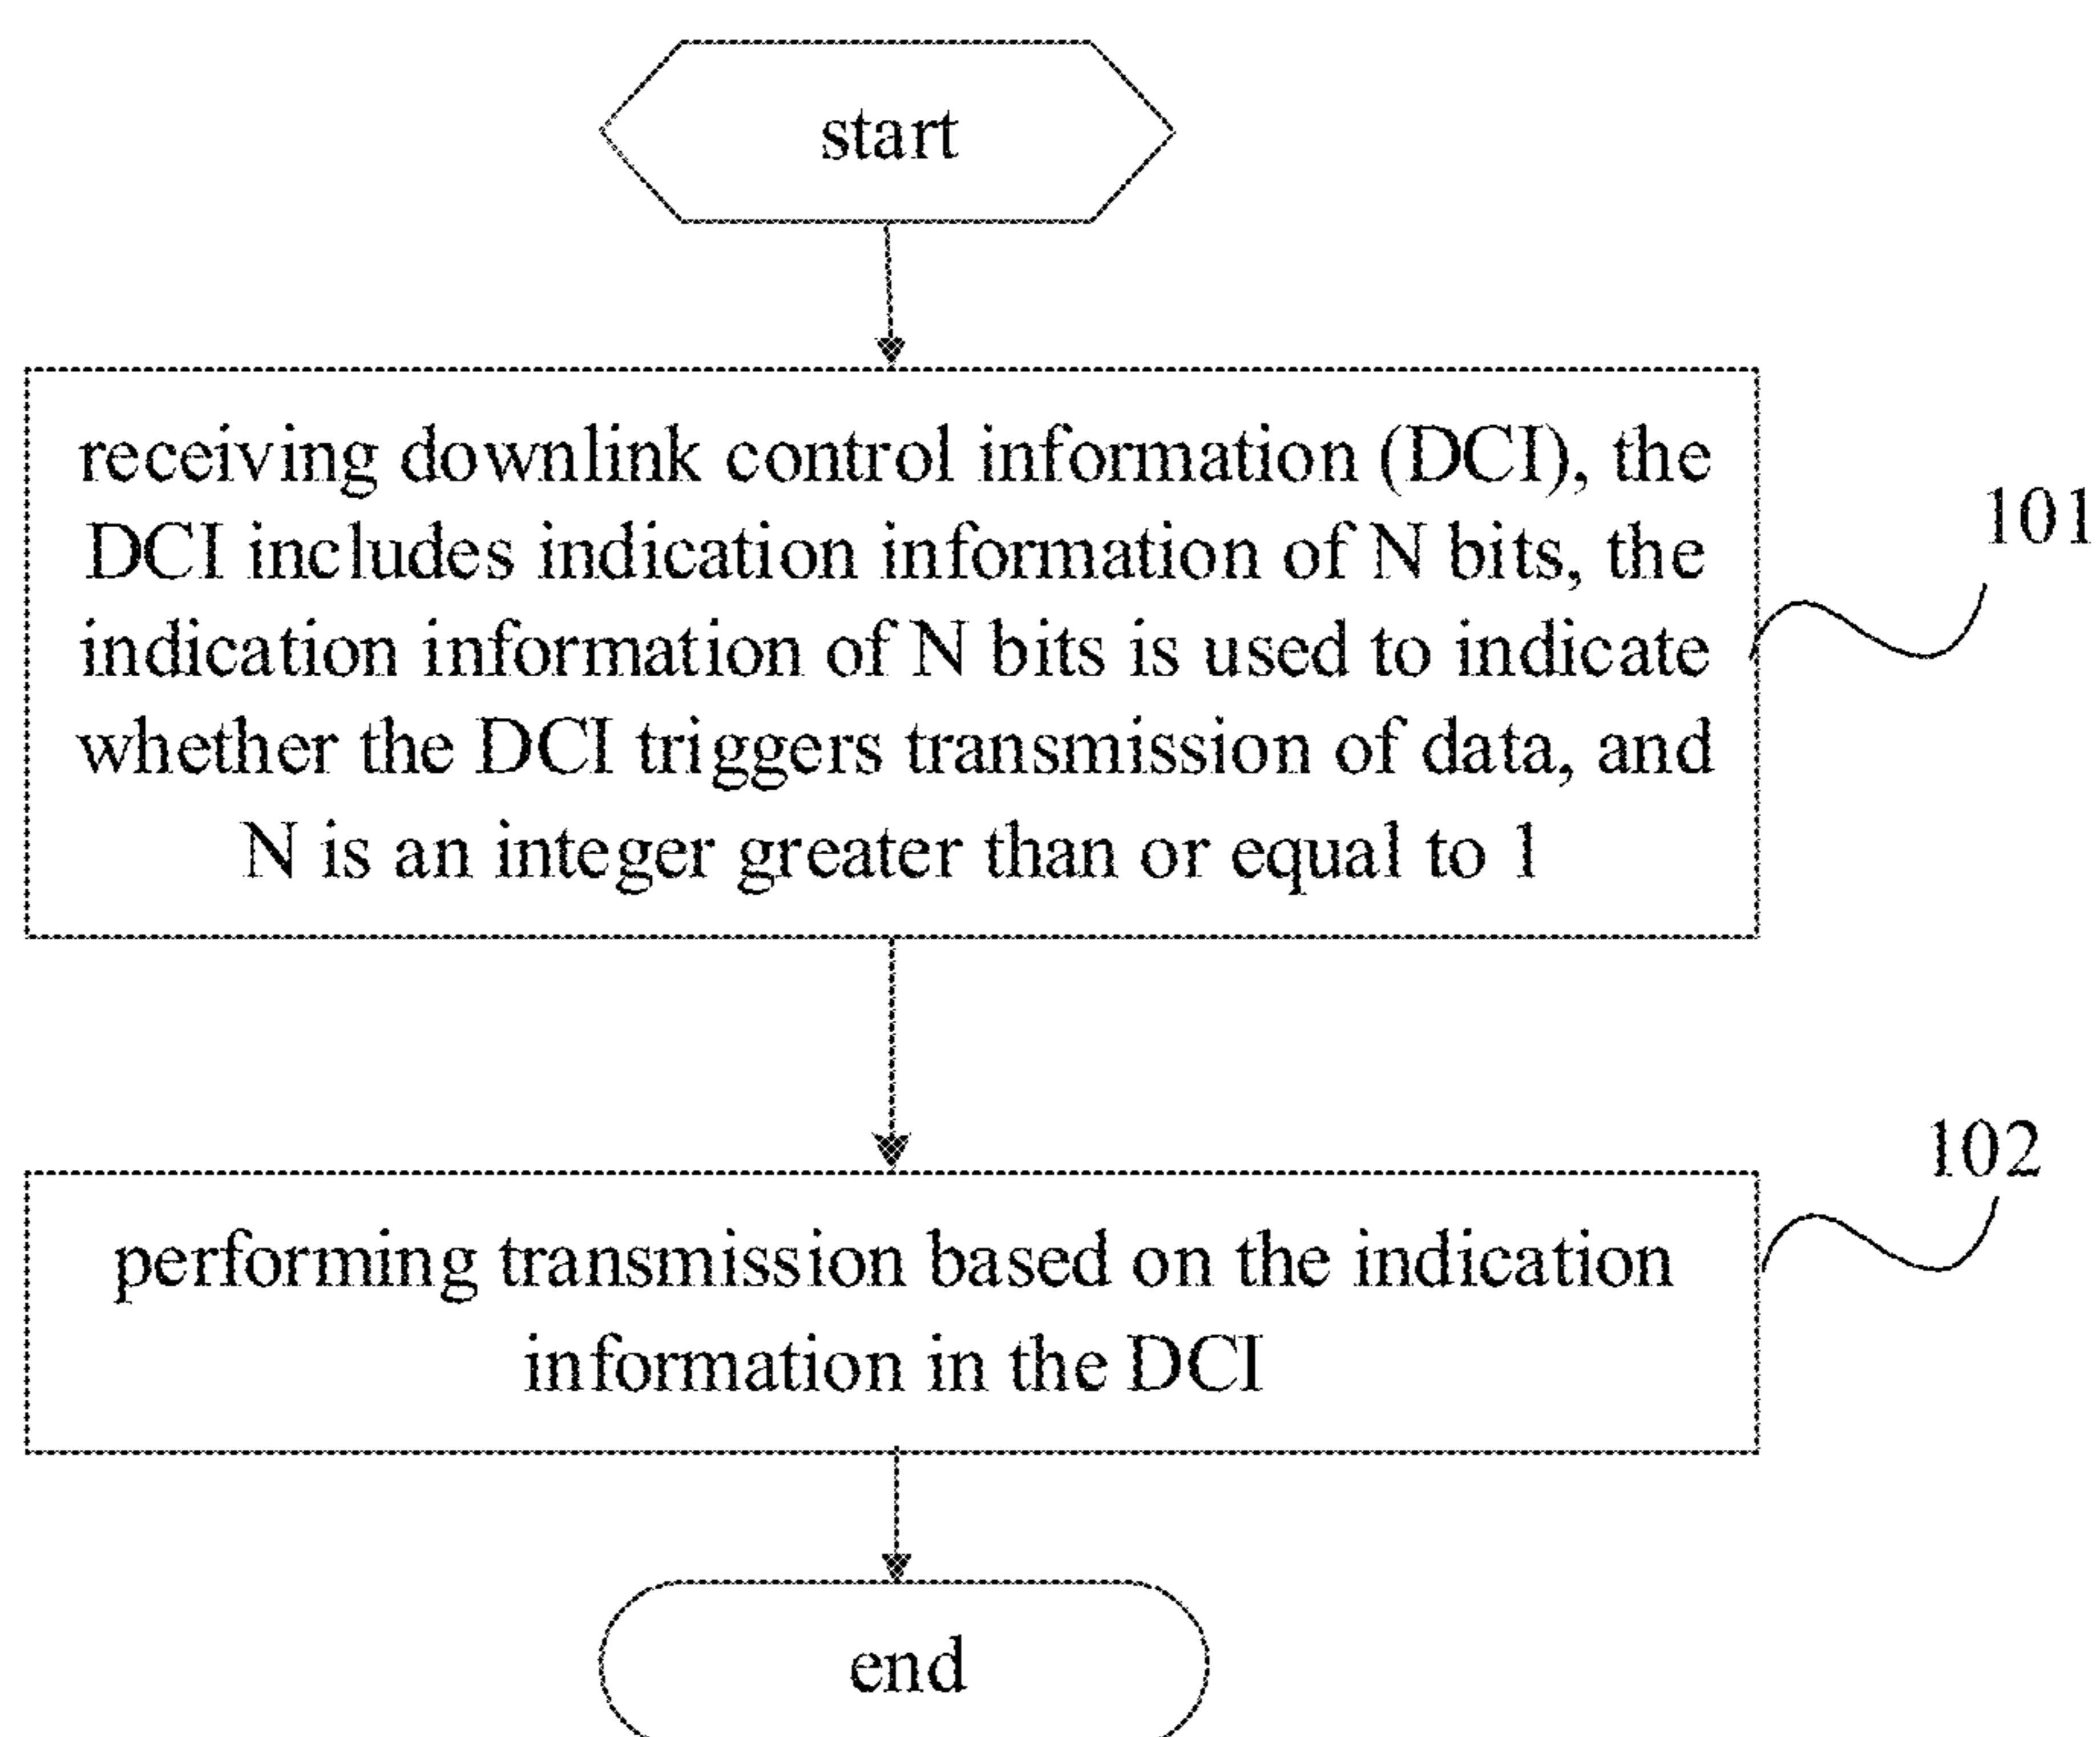 start
receiving downlink control information (DCI), the
DCI includes indication information of N bits, the
indication information of N bits is used to indicate
whether the DCI triggers transmission of data, and
N is an integer greater than or equal to 1
101
performing transmission based on the indication
information in the DCI
102
end